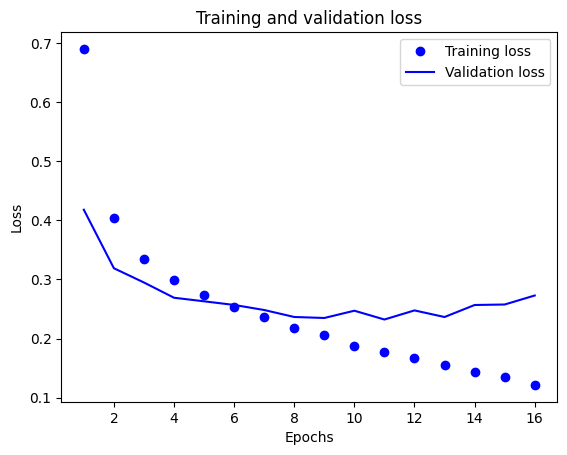 Training and validation loss
0.7
0.6
0.5
0.4
0.3
0.2
0.1
Loss
Training loss
Validation loss
2 4 6 8 10 12 14 16
Epochs